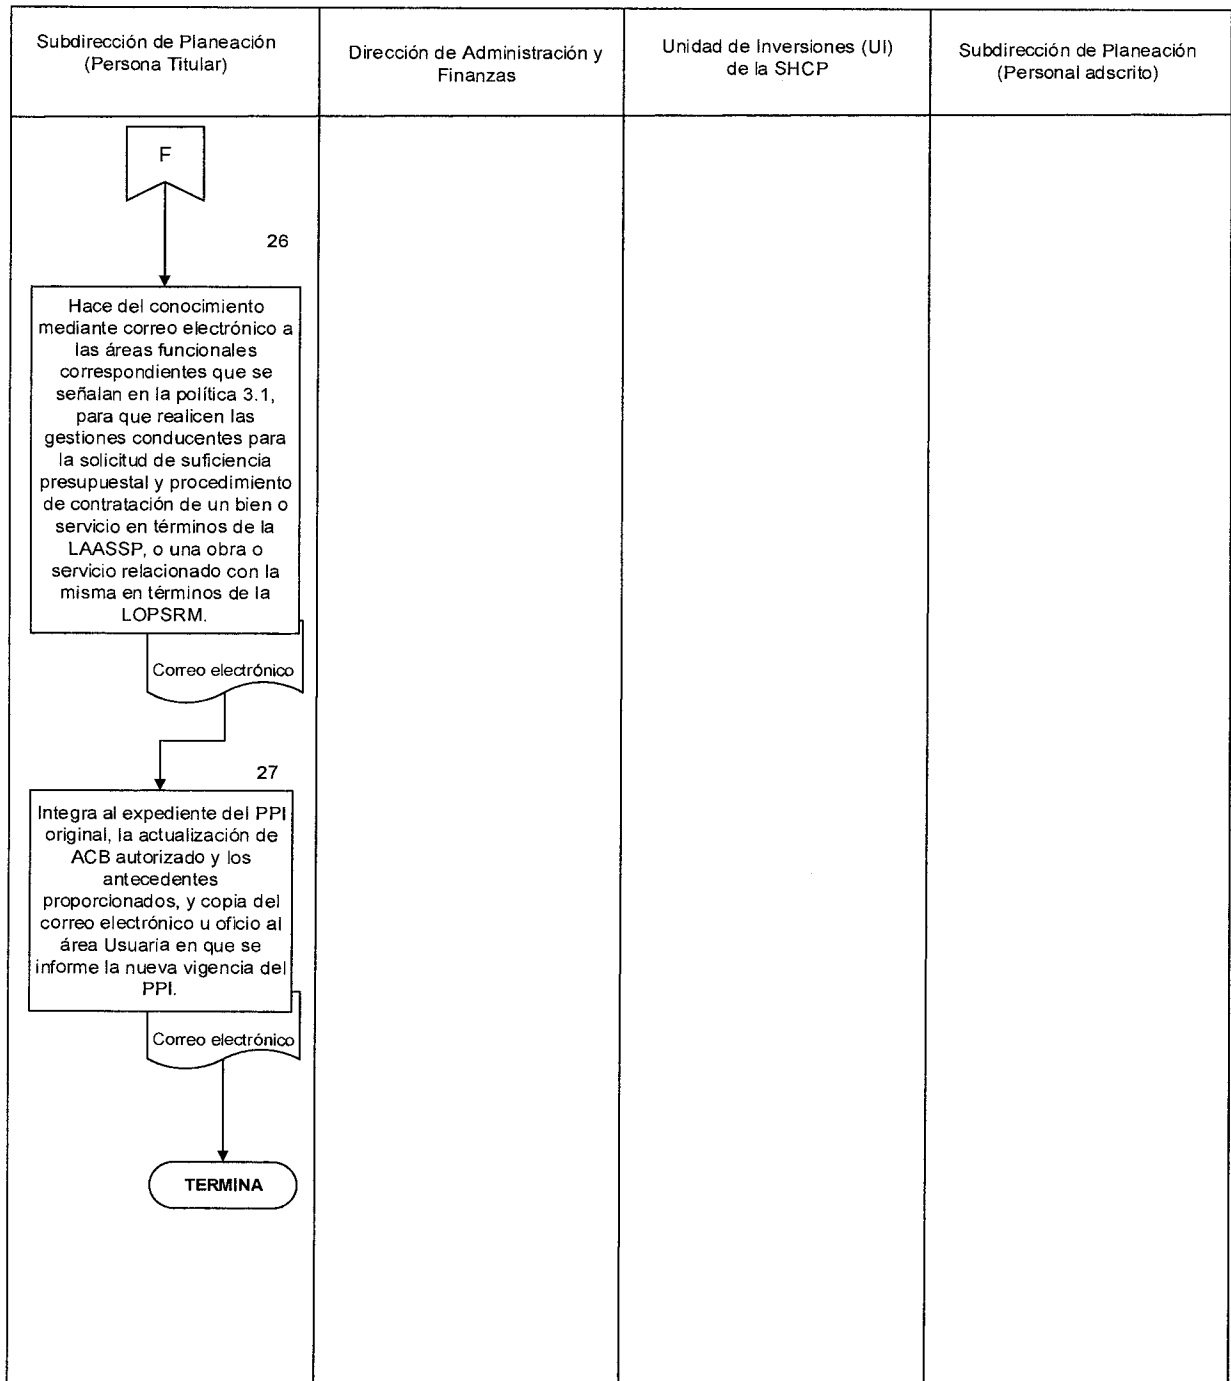 Subdirección de Planeación
(Persona Titular)
Dirección de Administración y
Finanzas
Unidad de Inversiones (UI)
de la SHCP
Subdirección de Planeación
(Personal adscrito)
F
26
Hace del conocimiento
mediante correo electrónico a
las áreas funcionales
correspondientes que se
señalan en la política 3.1,
para que realicen las
gestiones conducentes para
la solicitud de suficiencia
presupuestal y procedimiento
de contratación de un bien o
servicio en términos de la
LAASSP, o una obra o
servicio relacionado con la
misma en términos de la
LOPSRM.
Correo electrónico
27
Integra al expediente del PPI
original, la actualización de
ACB autorizado y los
antecedentes
proporcionados, y copia del
correo electrónico u oficio al
área Usuaria en que se
informe la nueva vigencia del
PPI.
Correo electrónico
TERMINA